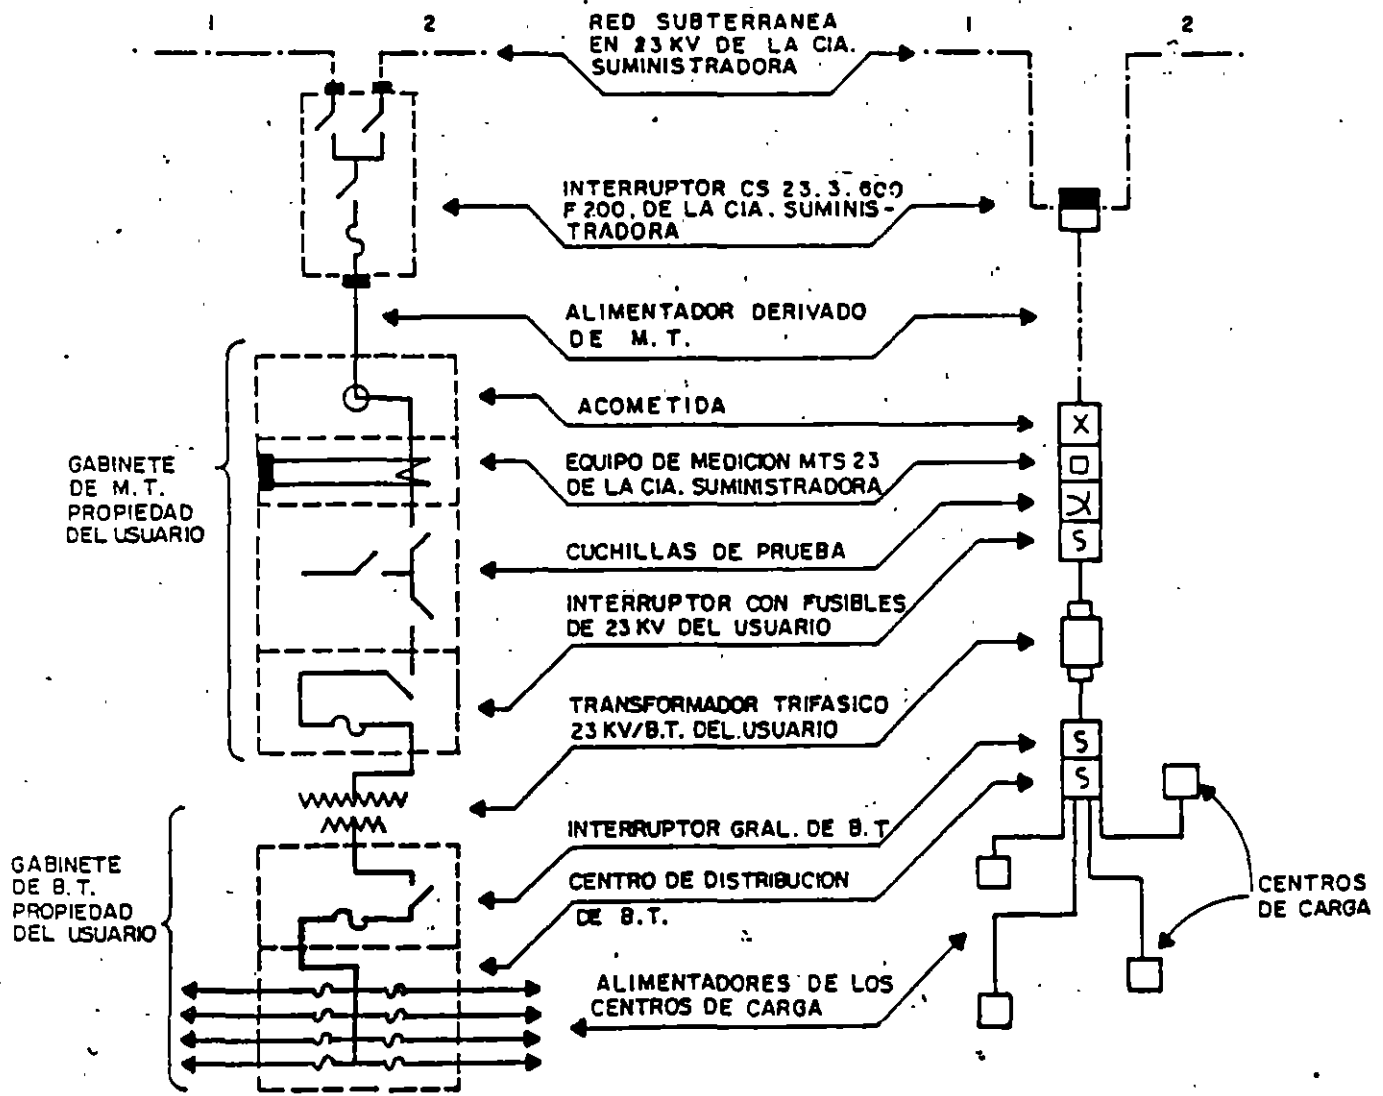 1
2
RED SUBTERRANEA
EN 23 KV DE LA CIA.
SUMINISTRADORA
1
2
INTERRUPTOR CS 23.3.600
F 200, DE LA CIA. SUMINIS-
TRADORA
ALIMENTADOR DERIVADO
DE M.T.
ACOMETIDA
EQUIPO DE MEDICION MTS 23
DE LA CIA. SUMINISTRADORA
CUCHILLAS DE PRUEBA
INTERRUPTOR CON FUSIBLES
DE 23 KV DEL USUARIO
TRANSFORMADOR TRIFASICO
23 KV/B.T. DEL USUARIO
INTERRUPTOR GRAL. DE B.T
CENTRO DE DISTRIBUCION
DE B.T.
ALIMENTADORES DE LOS
CENTROS DE CARGA
GABINETE
DE M.T.
PROPIEDAD
DEL USUARIO
GABINETE
DE B.T.
PROPIEDAD
DEL USUARIO
X
S
S
S
CENTROS
DE CARGA